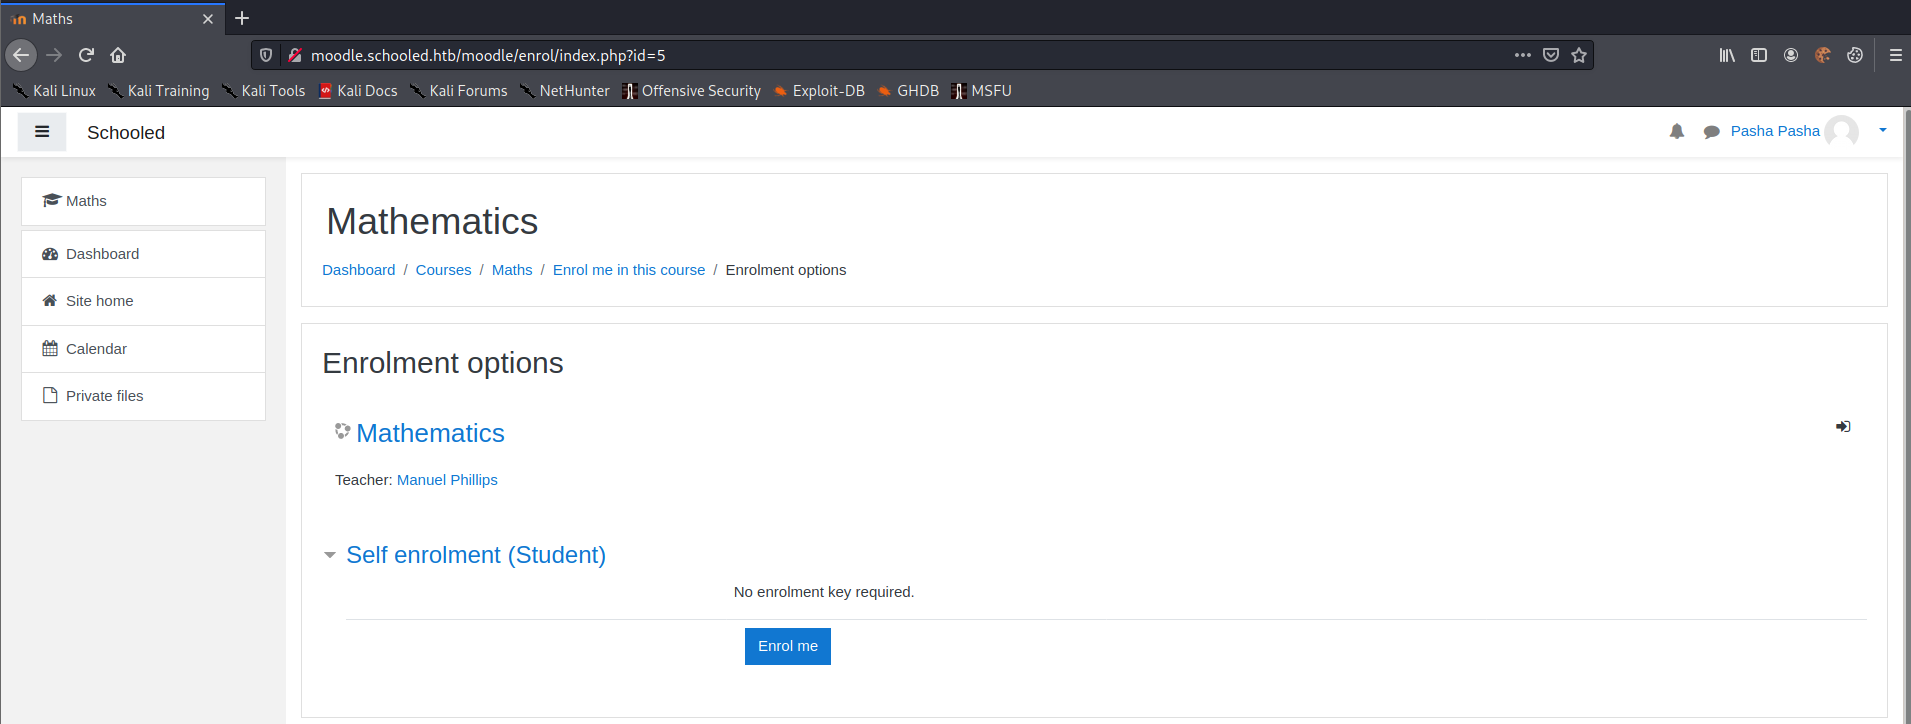 Maths
moodle.schooled.htb/moodle/enrol/index.php?id=5
Kali Linux Kali Training Kali Tools Kali Docs Kali Forums NetHunter Offensive Security Exploit-DB GHDB MSFU
Schooled Pasha Pasha
Maths
Dashboard
Site home
Calendar
Private files
Mathematics
Dashboard / Courses / Maths / Enrol me in this course / Enrolment options
Enrolment options
Mathematics
Teacher: Manuel Phillips
Self enrolment (Student)
No enrolment key required.
Enrol me